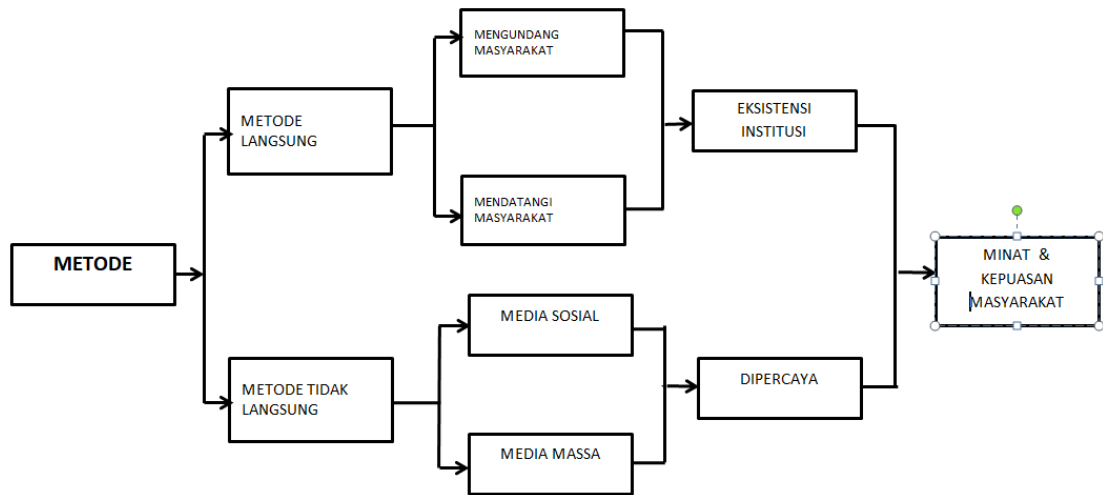 MENGUNDANG
MASYARAKAT
METODE
LANGSUNG
EKSISTENSI
INSTITUSI
MENDATANGI
MASYARAKAT
METODE
MINAT &
KEPUASAN
MASYARAKAT
MEDIA SOSIAL
METODE TIDAK
LANGSUNG
DIPERCAYA
MEDIA MASSA